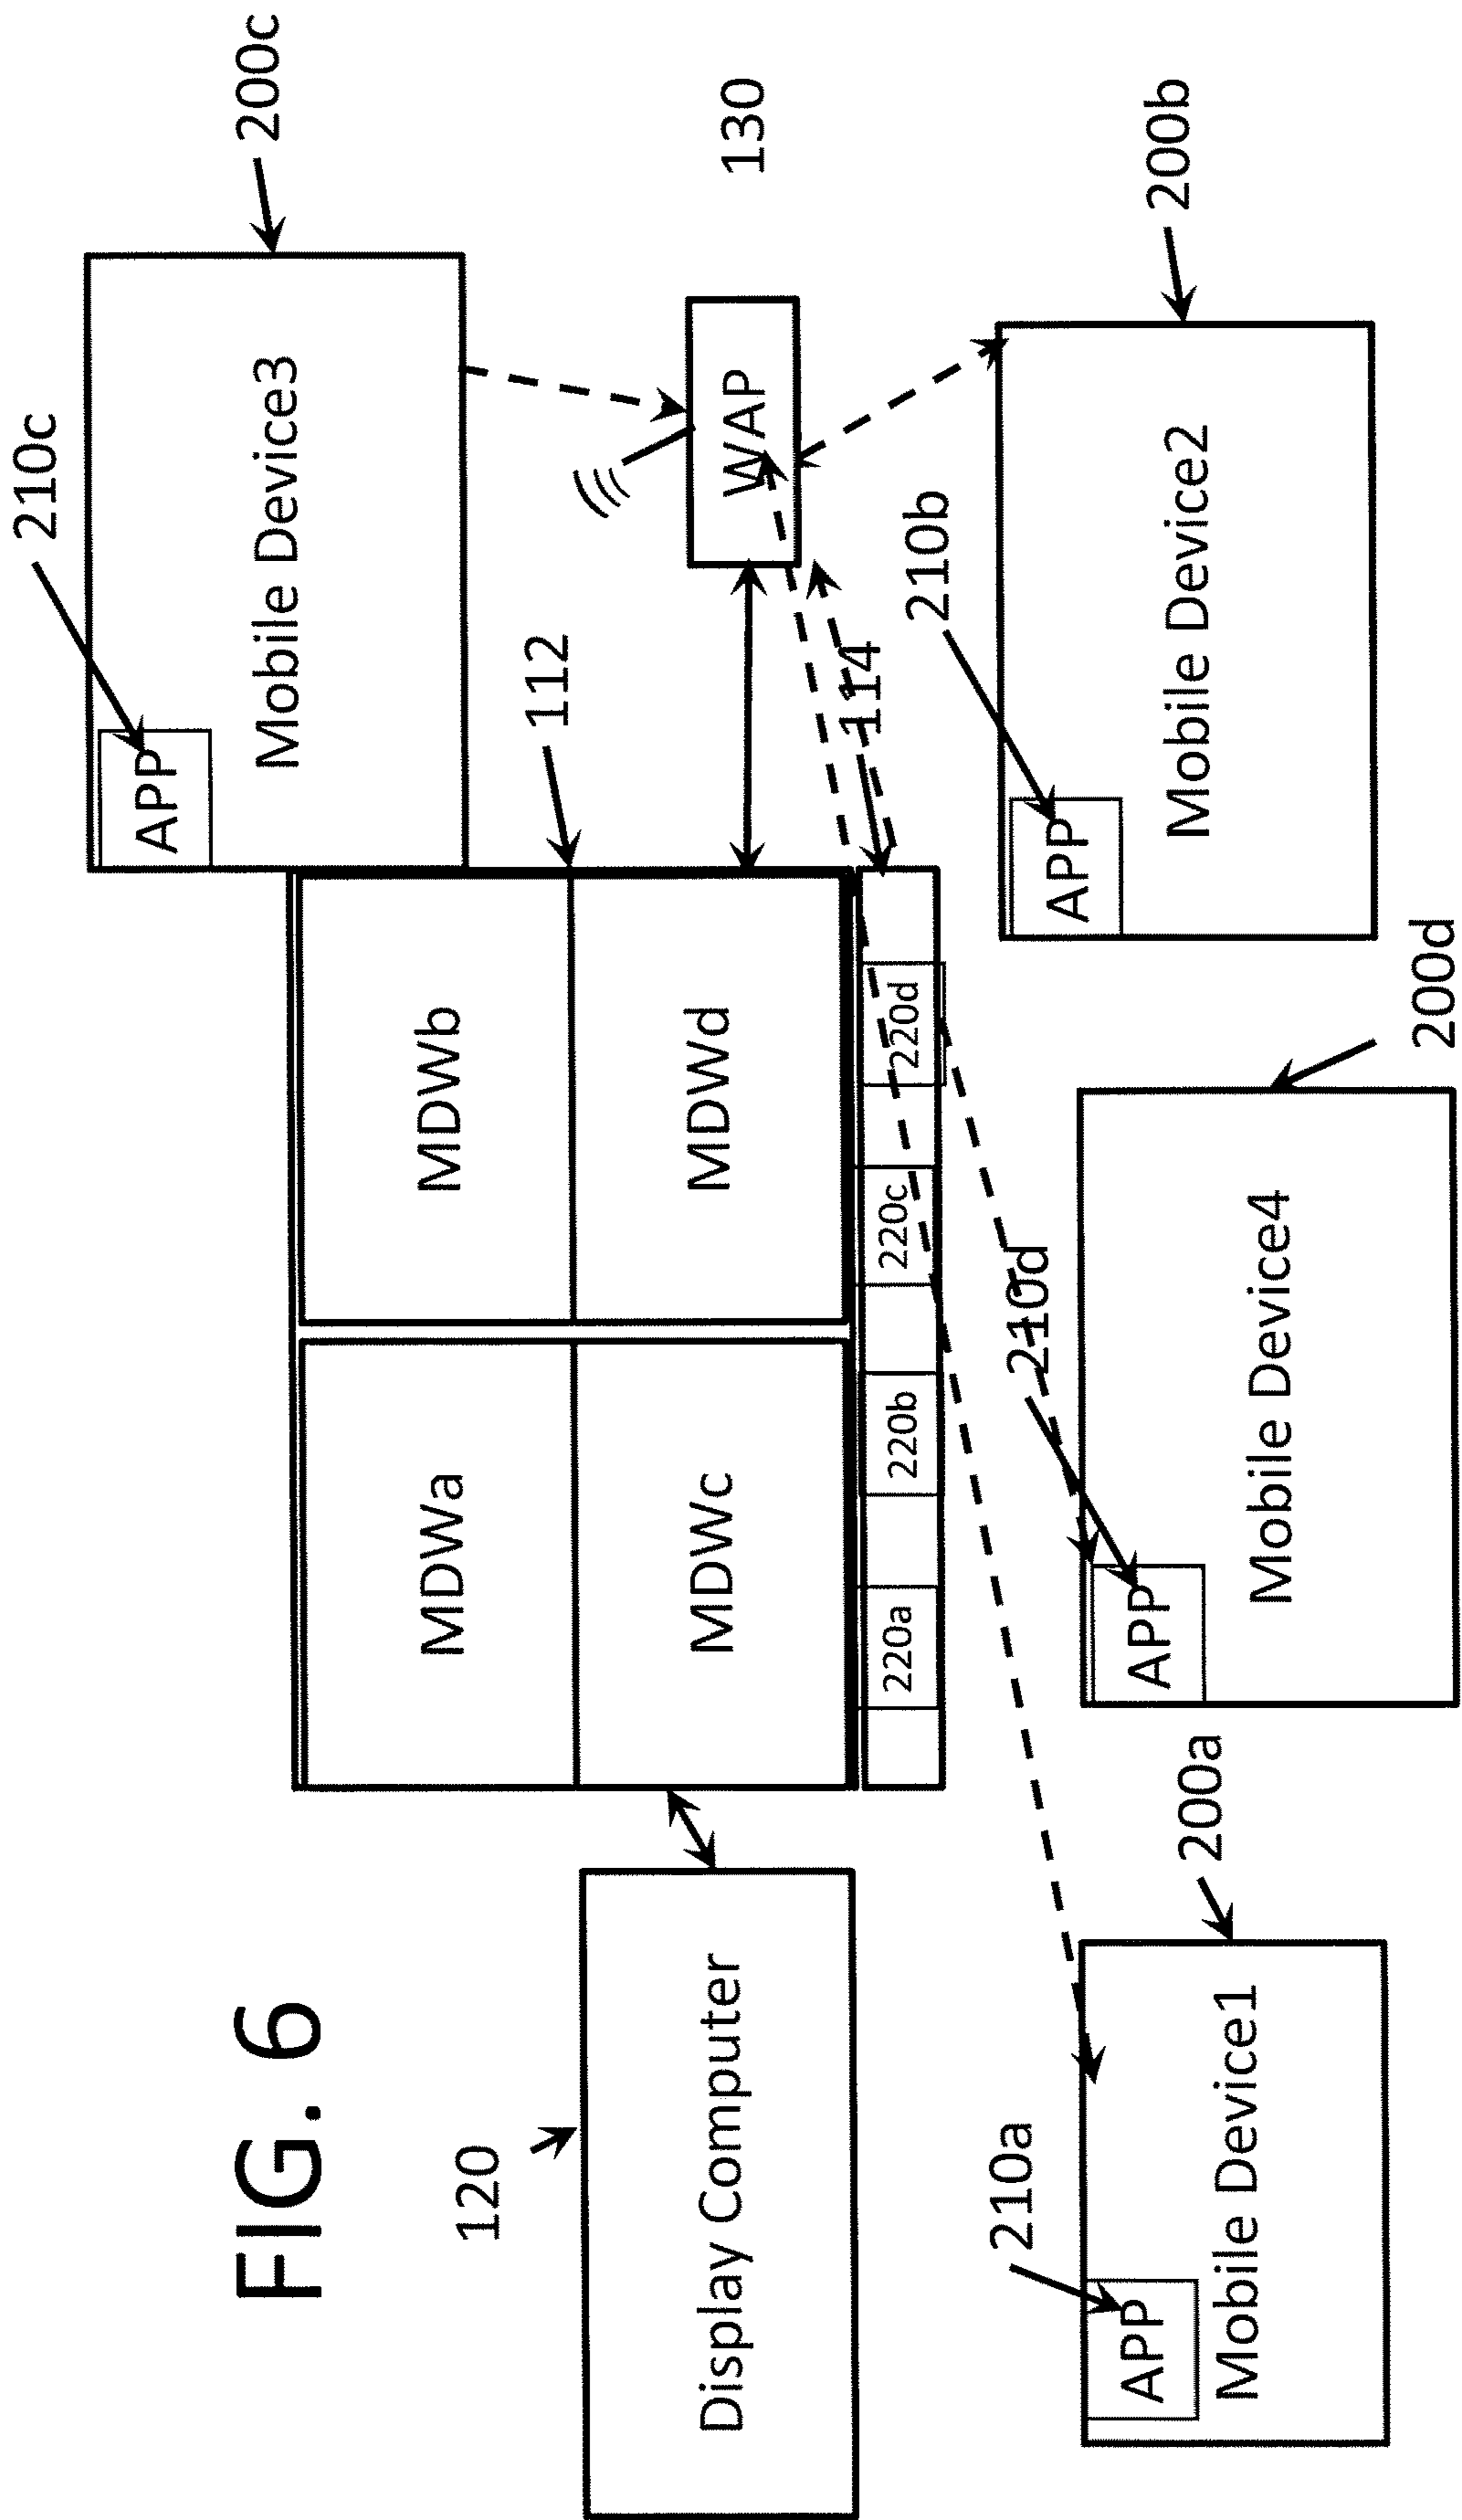 FIG. 6
210c
200c
APP
Mobile Device3
120
112
130
MDWa
MDWb
Display Computer
MDWc
MDWd
WAP
114
220a
220b
220c
220d
210a
210d
210b
200b
APP
Mobile Device1
200a
APP
Mobile Device4
200d
APP
Mobile Device2